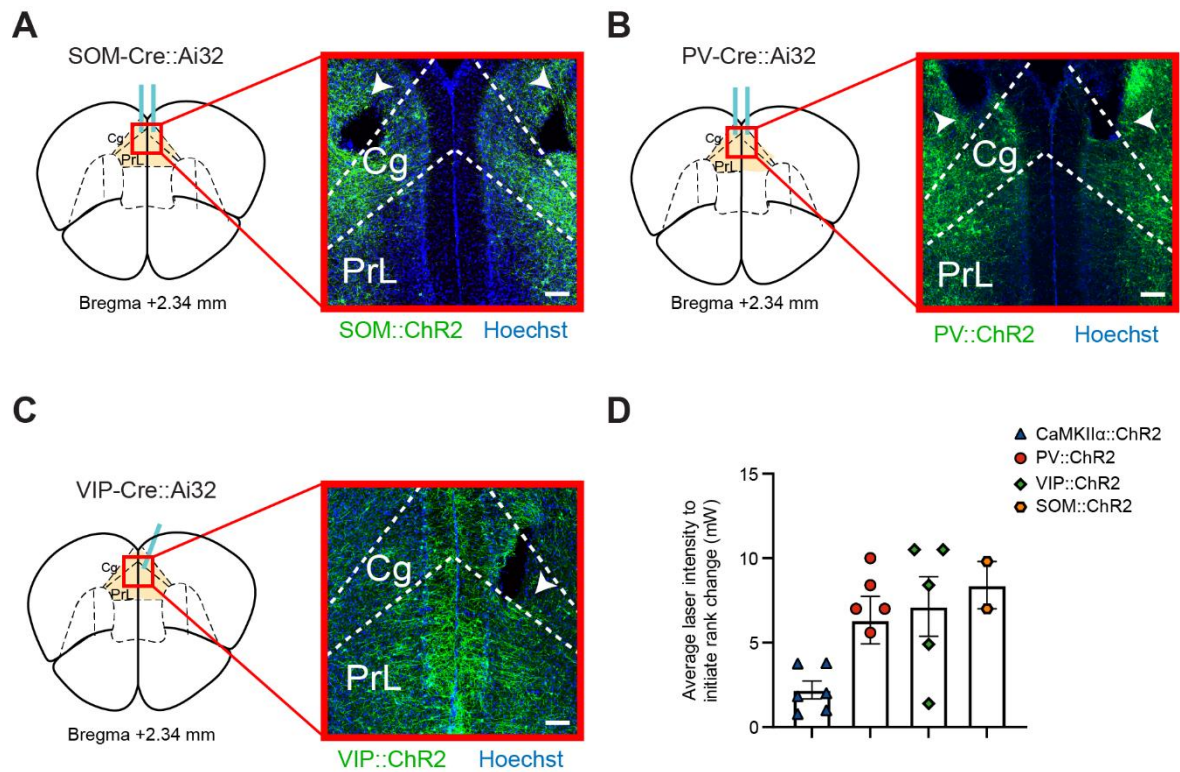 A
SOM-Cre::Ai32
Cg
PrL
Bregma +2.34 mm
Cg
PrL
SOM::ChR2 Hoechst
B
PV-Cre::Ai32
Cg
PrL
Bregma +2.34 mm
Cg
PrL
PV::ChR2 Hoechst
C
VIP-Cre::Ai32
Cg
PrL
Bregma +2.34 mm
Cg
PrL
VIP::ChR2 Hoechst
D
CaMKIIα::ChR2
PV::ChR2
VIP::ChR2
SOM::ChR2
Average laser intensity to
initiate rank change (mW)
15
10
5
0